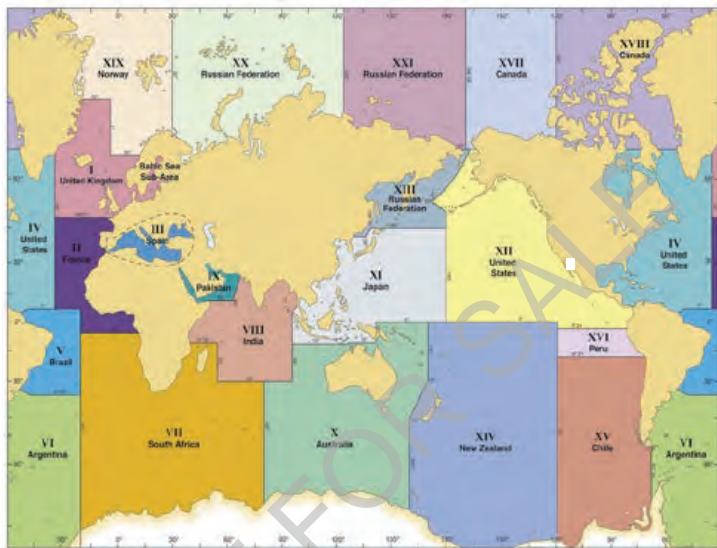 XIX
Norway
XX
Russian Federation
XXI
Russian Federation
XVII
Canada
XVIII
Canada
I
United Kingdom
Baltic Sea
Sub-Area
XIII
Russian
Federation
IV
United
States
II
France
III
Spain
IX
Pakistan
XI
Japan
XII
United
States
IV
United
States
VIII
India
V
Brazil
XVI
Peru
VI
Argentina
VII
South Africa
X
Australia
XIV
New Zealand
XV
Chile
VI
Argentina
FOR SALE